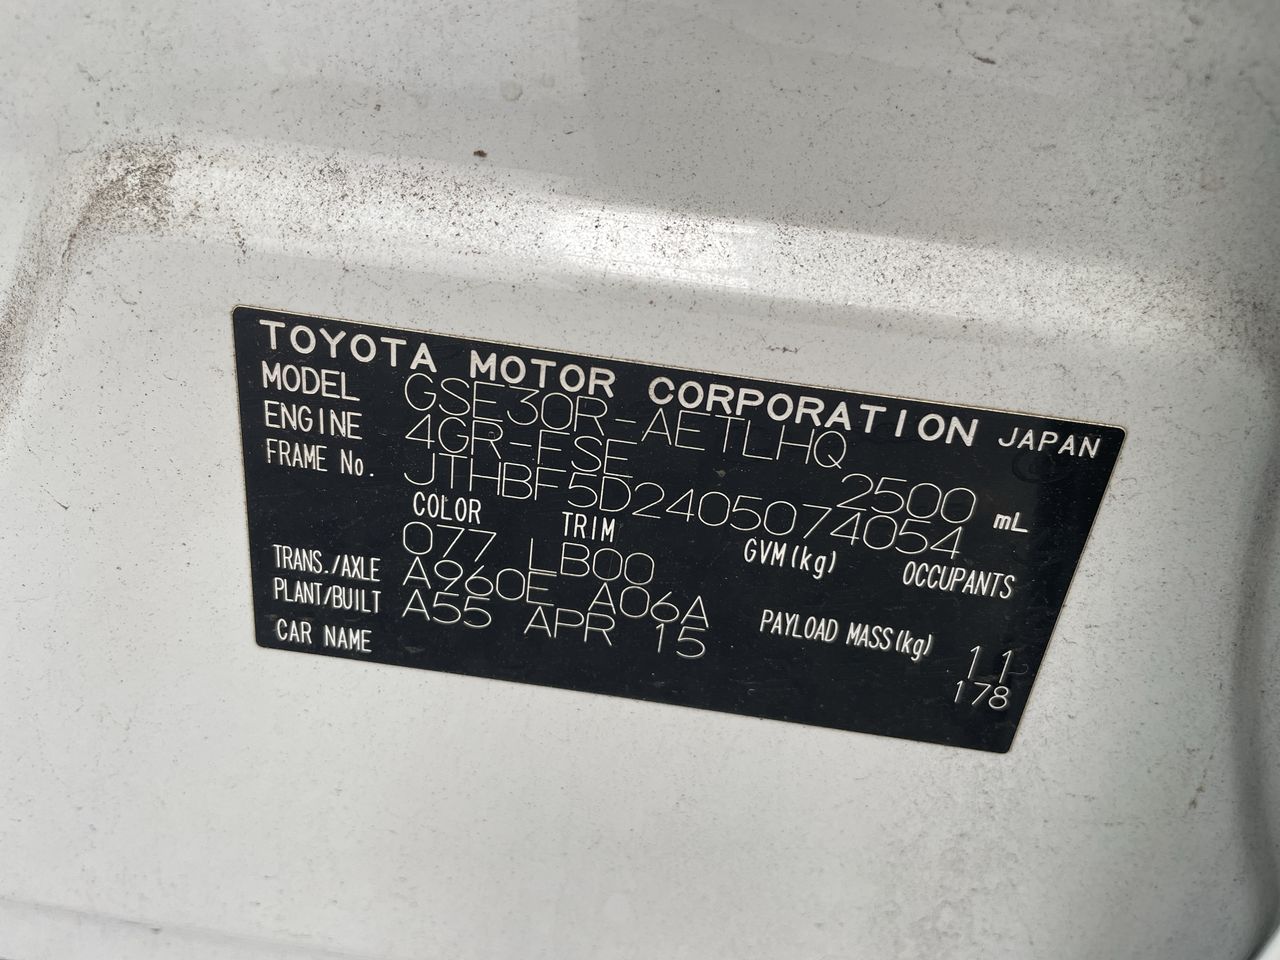 TOYOTA MOTOR CORPORATION JAPAN
MODEL GSE30R-AETLHQ
ENGINE 4GR-FSE 2500 mL
FRAME No. JTHBF5D2405074054
COLOR TRIM GVM(kg) OCCUPANTS
077 LB00
TRANS./AXLE A960E A06A
PLANT/BUILT A55 APR 15 PAYLOAD MASS(kg) 11
CAR NAME 178